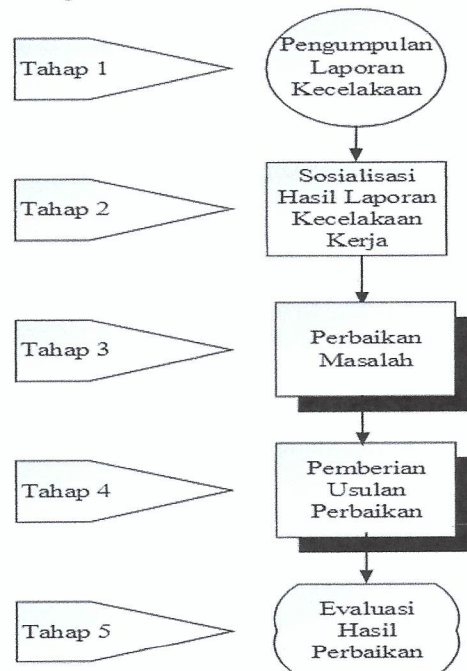 Tahap 1
Pengumpulan
Laporan
Kecelakaan
Tahap 2
Sosialisasi
Hasil Laporan
Kecelakaan
Kerja
Tahap 3
Perbaikan
Masalah
Tahap 4
Pemberian
Usulan
Perbaikan
Tahap 5
Evaluasi
Hasil
Perbaikan